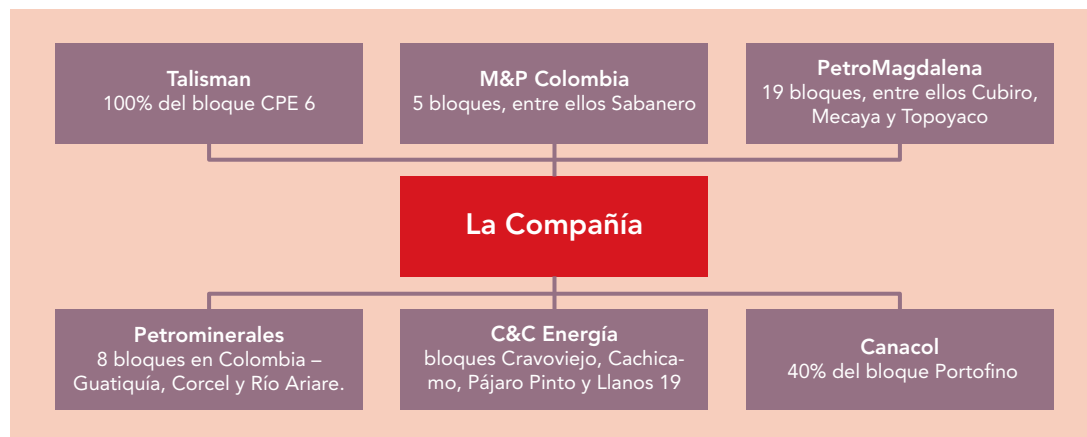 Talisman
100% del bloque CPE 6
M&P Colombia
5 bloques, entre ellos Sabanero
PetroMagdalena
19 bloques, entre ellos Cubiro,
Mecaya y Topoyaco
La Compañía
Petrominerales
8 bloques en Colombia –
Guatiquía, Corcel y Río Ariare.
C&C Energía
bloques Cravoviejo, Cachica-
mo, Pájaro Pinto y Llanos 19
Canacol
40% del bloque Portofino